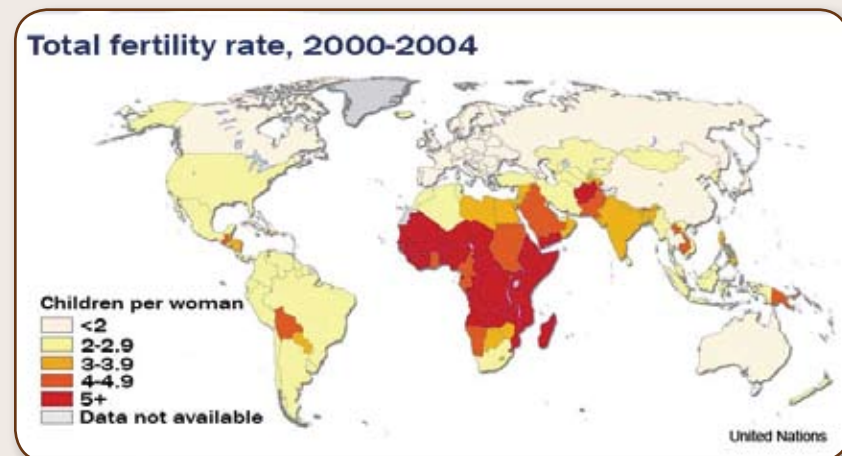 Total fertility rate, 2000-2004
Children per woman
<2
2-2.9
3-3.9
4-4.9
5+
Data not available
United Nations